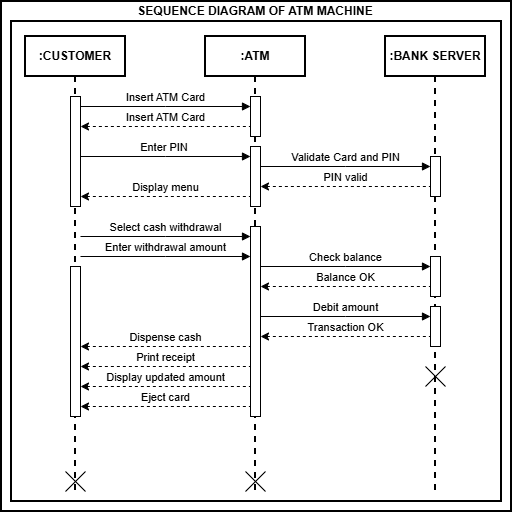 SEQUENCE DIAGRAM OF ATM MACHINE
:CUSTOMER
:ATM
:BANK SERVER
Insert ATM Card
Insert ATM Card
Enter PIN
Validate Card and PIN
PIN valid
Display menu
Select cash withdrawal
Enter withdrawal amount
Check balance
Balance OK
Debit amount
Transaction OK
Dispense cash
Print receipt
Display updated amount
Eject card